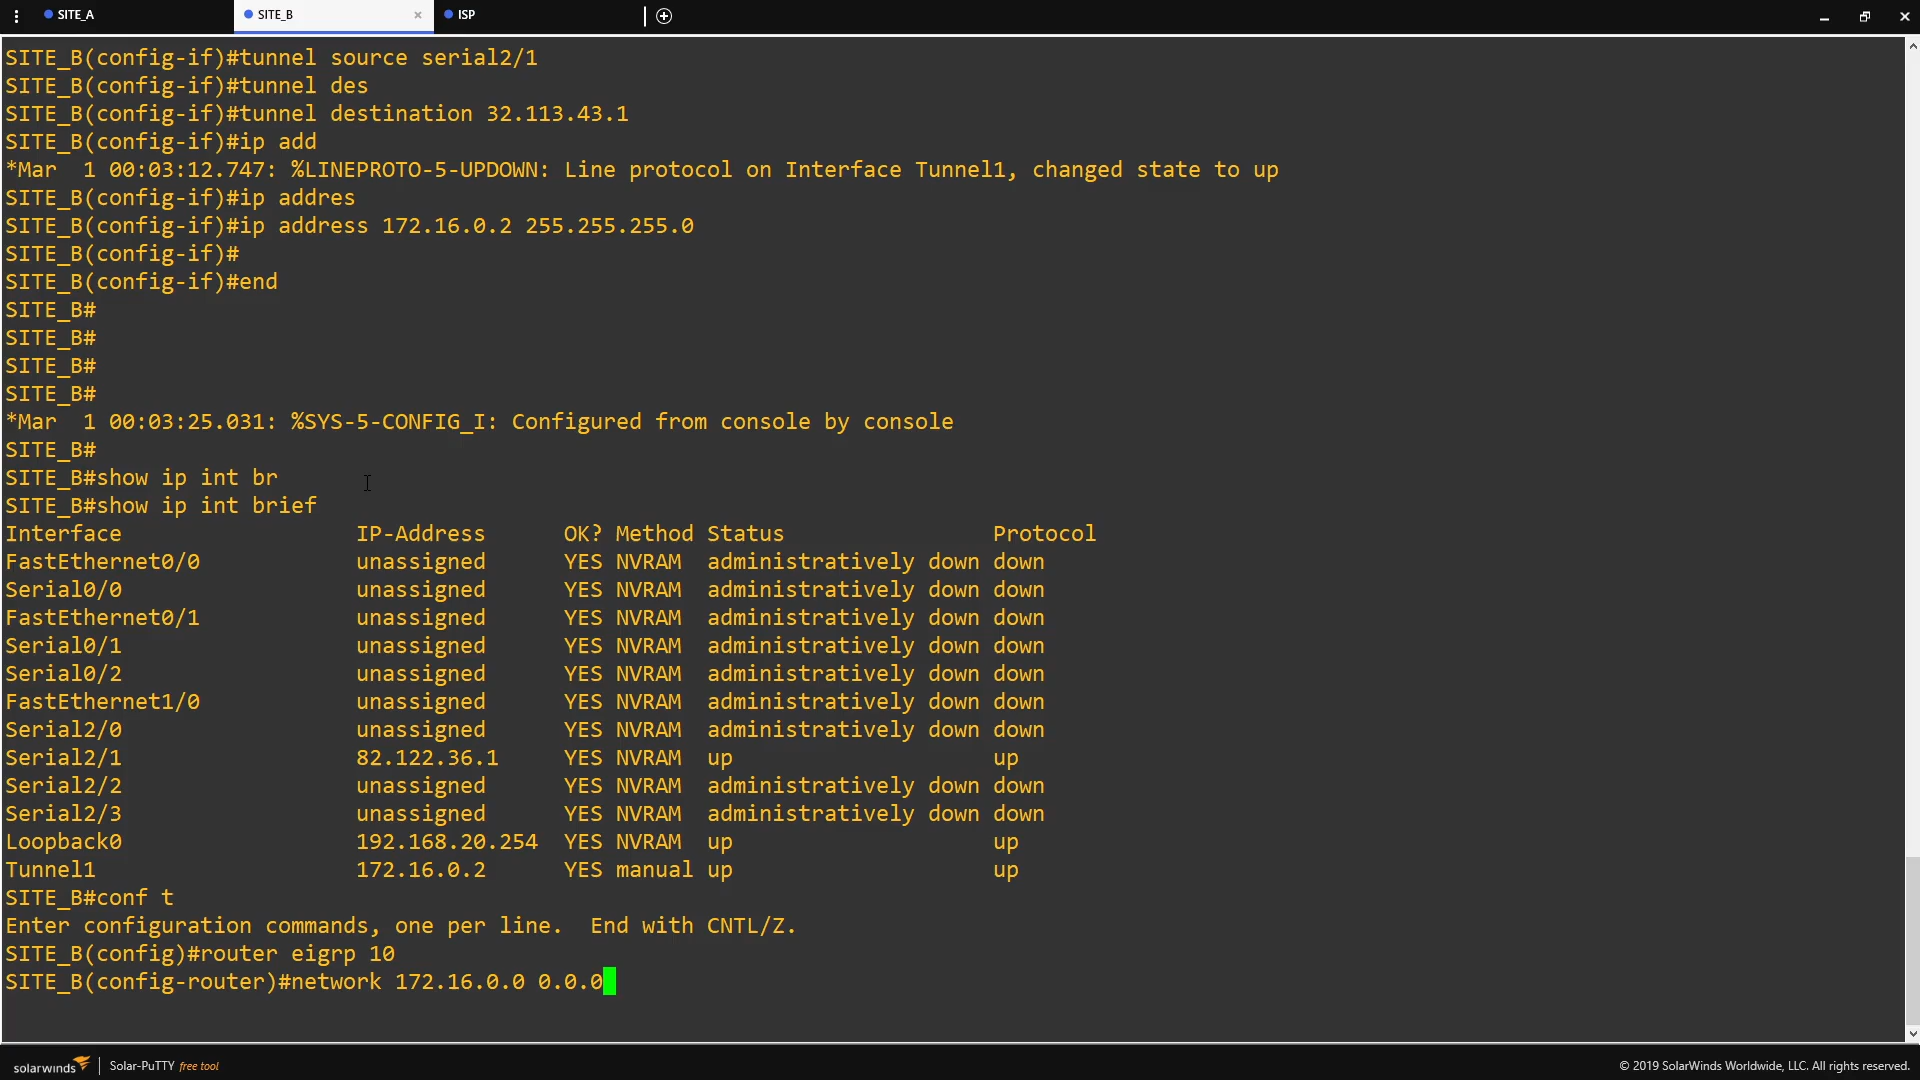 SITE_A
SITE_B
ISP
SITE_B(config-if)#tunnel source serial2/1
SITE_B(config-if)#tunnel des
SITE_B(config-if)#tunnel destination 32.113.43.1
SITE_B(config-if)#ip add
*Mar  1 00:03:12.747: %LINEPROTO-5-UPDOWN: Line protocol on Interface Tunnel1, changed state to up
SITE_B(config-if)#ip addres
SITE_B(config-if)#ip address 172.16.0.2 255.255.255.0
SITE_B(config-if)#
SITE_B(config-if)#end
SITE_B#
SITE_B#
SITE_B#
SITE_B#
*Mar  1 00:03:25.031: %SYS-5-CONFIG_I: Configured from console by console
SITE_B#
SITE_B#show ip int br
SITE_B#show ip int brief
Interface                  IP-Address      OK? Method Status                Protocol
FastEthernet0/0            unassigned      YES NVRAM  administratively down down
Serial0/0                  unassigned      YES NVRAM  administratively down down
FastEthernet0/1            unassigned      YES NVRAM  administratively down down
Serial0/1                  unassigned      YES NVRAM  administratively down down
Serial0/2                  unassigned      YES NVRAM  administratively down down
FastEthernet1/0            unassigned      YES NVRAM  administratively down down
Serial2/0                  unassigned      YES NVRAM  administratively down down
Serial2/1                  82.122.36.1     YES NVRAM  up                    up
Serial2/2                  unassigned      YES NVRAM  administratively down down
Serial2/3                  unassigned      YES NVRAM  administratively down down
Loopback0                  192.168.20.254  YES NVRAM  up                    up
Tunnel1                    172.16.0.2      YES manual up                    up
SITE_B#conf t
Enter configuration commands, one per line.  End with CNTL/Z.
SITE_B(config)#router eigrp 10
SITE_B(config-router)#network 172.16.0.0 0.0.0
solarwinds | Solar-PuTTY free tool
© 2019 SolarWinds Worldwide, LLC. All rights reserved.